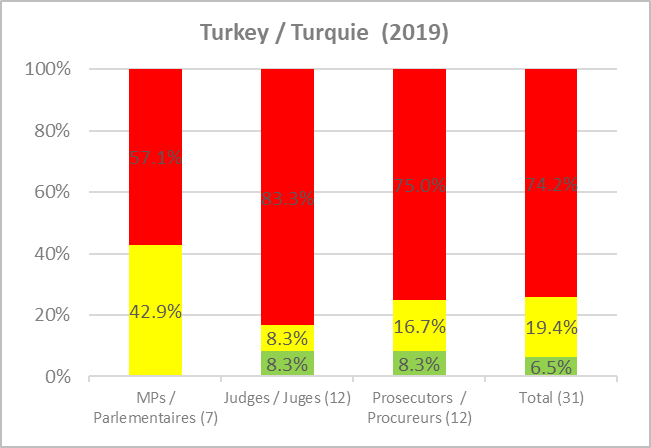 Turkey / Turquie (2019)
100%
80%
60%
40%
20%
0%
57.1%
42.9%
83.3%
8.3%
8.3%
75.0%
16.7%
8.3%
74.2%
19.4%
6.5%
MPs /
Parlementaires (7)
Judges / Juges (12)
Prosecutors /
Procureurs (12)
Total (31)